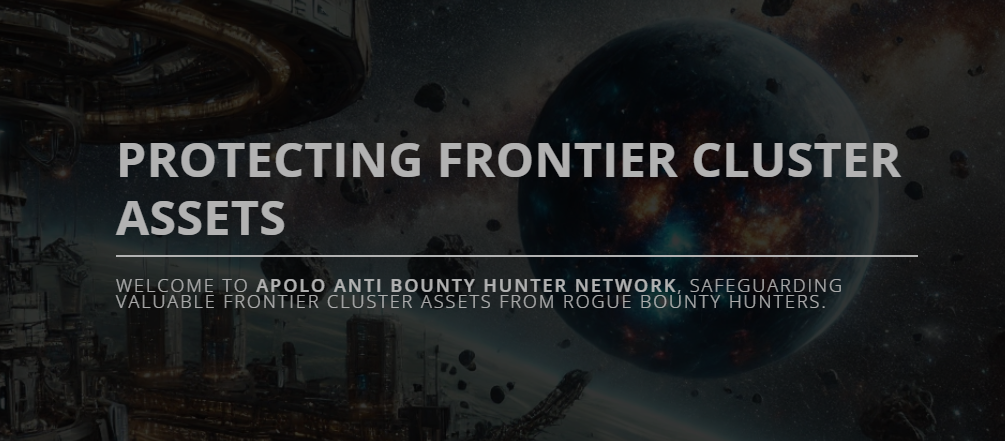 PROTECTING FRONTIER CLUSTER
ASSETS
WELCOME TO APOLO ANTI BOUNTY HUNTER NETWORK, SAFEGUARDING
VALUABLE FRONTIER CLUSTER ASSETS FROM ROGUE BOUNTY HUNTERS.